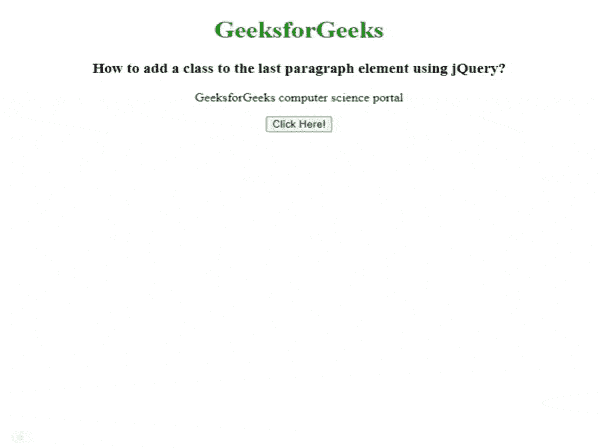 GeeksforGeeks
How to add a class to the last paragraph element using jQuery?
GeeksforGeeks computer science portal
Click Here!